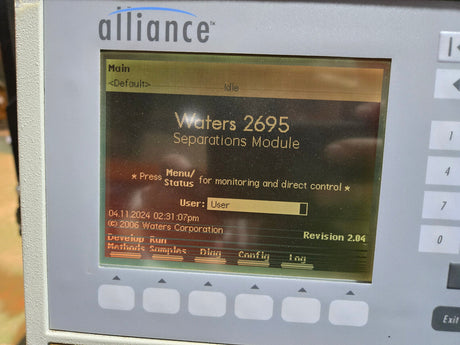 alliance™
Main
<Default> Idle
Waters 2695
Separations Module
* Press Menu/ Status for monitoring and direct control *
User: User
04.11.2024 02:31:07pm
© 2006 Waters Corporation
Revision 2.04
Develop Run
Methods Samples Diag Config Log
1
4
7
0
Exit